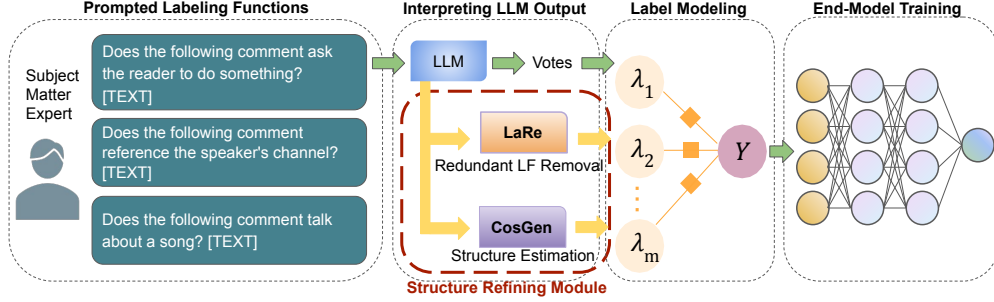 Prompted Labeling Functions
Interpreting LLM Output
Label Modeling
End-Model Training
Subject
Matter
Expert
Does the following comment ask
the reader to do something?
[TEXT]
Does the following comment
reference the speaker's channel?
[TEXT]
Does the following comment talk
about a song? [TEXT]
LLM
Votes
LaRe
Redundant LF Removal
CosGen
Structure Estimation
Structure Refining Module
λ1
λ2
λm
Y